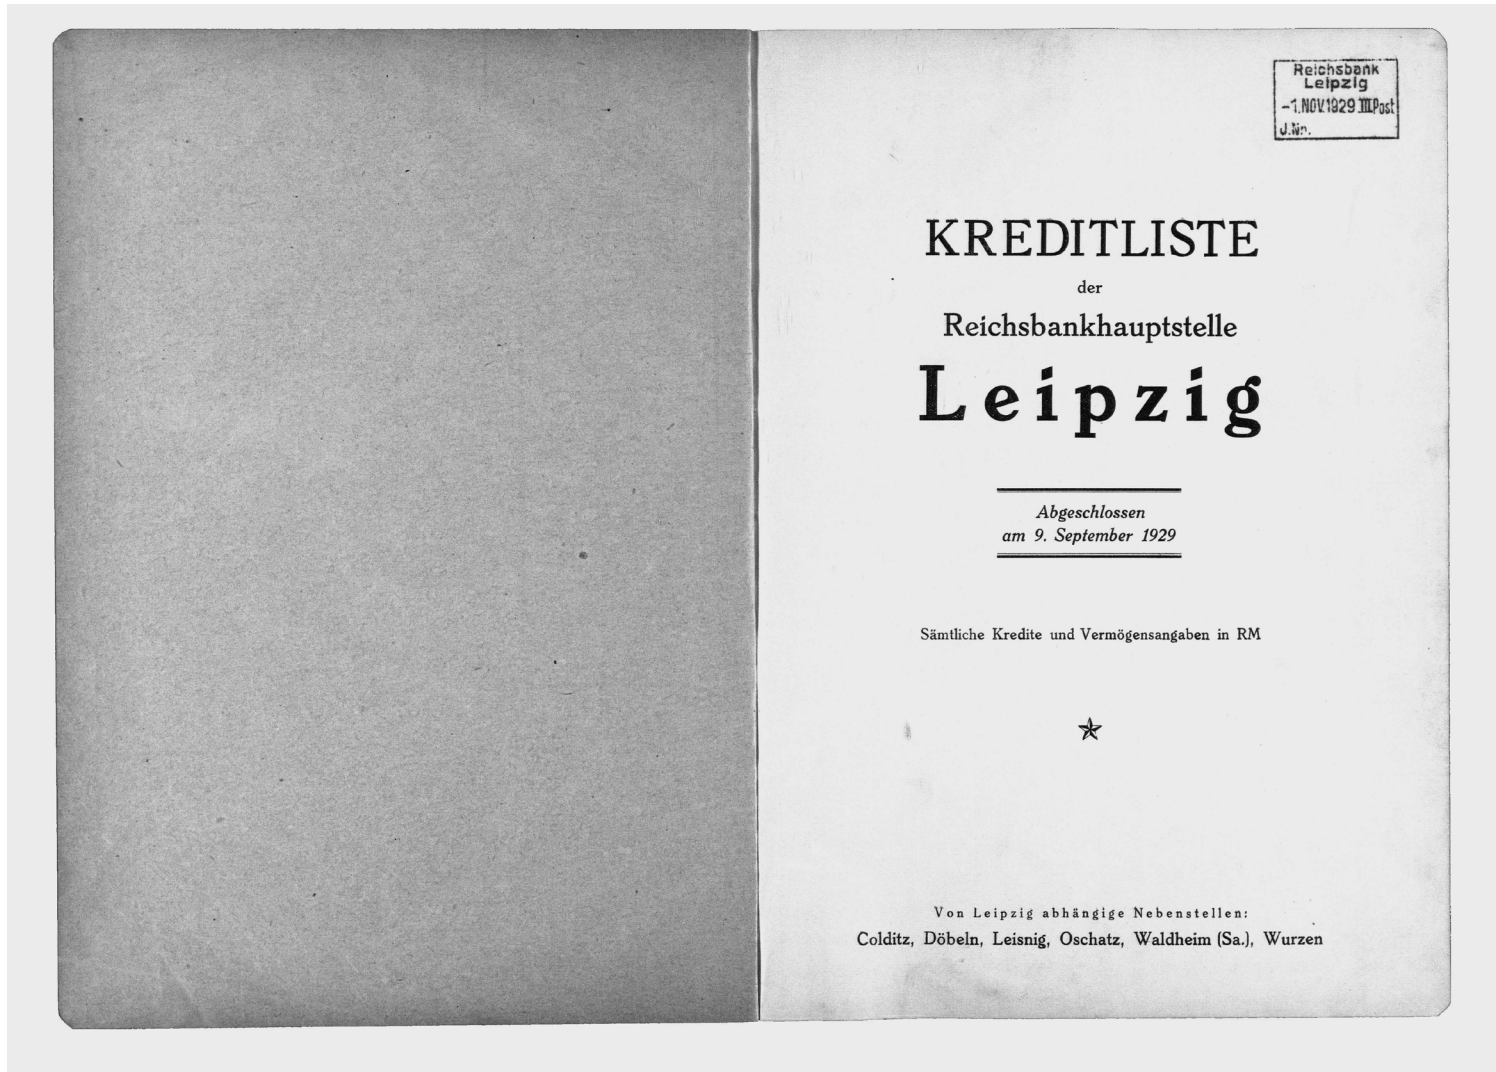 Reichsbank
Leipzig
-1.NOV.1929 III.Post
J.Nr.
KREDITLISTE
der
Reichsbankhauptstelle
Leipzig
Abgeschlossen
am 9. September 1929
Sämtliche Kredite und Vermögensangaben in RM
Von Leipzig abhängige Nebenstellen:
Colditz, Döbeln, Leisnig, Oschatz, Waldheim (Sa.), Wurzen